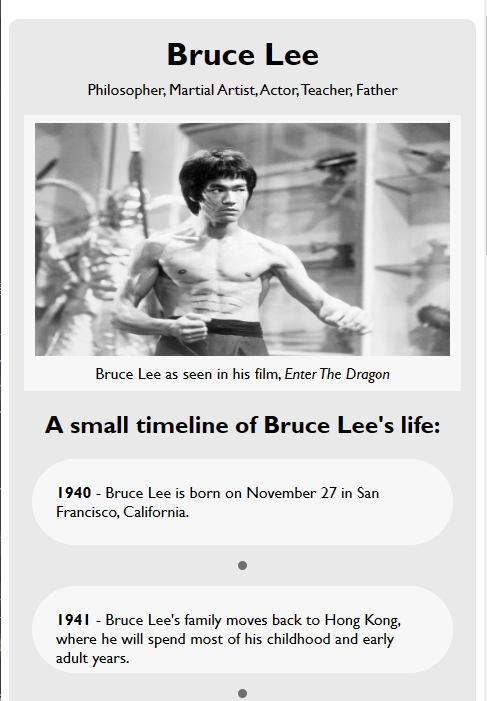 Bruce Lee
Philosopher, Martial Artist, Actor, Teacher, Father
Bruce Lee as seen in his film, Enter The Dragon
A small timeline of Bruce Lee's life:
1940 - Bruce Lee is born on November 27 in San
Francisco, California.
1941 - Bruce Lee's family moves back to Hong Kong,
where he will spend most of his childhood and early
adult years.